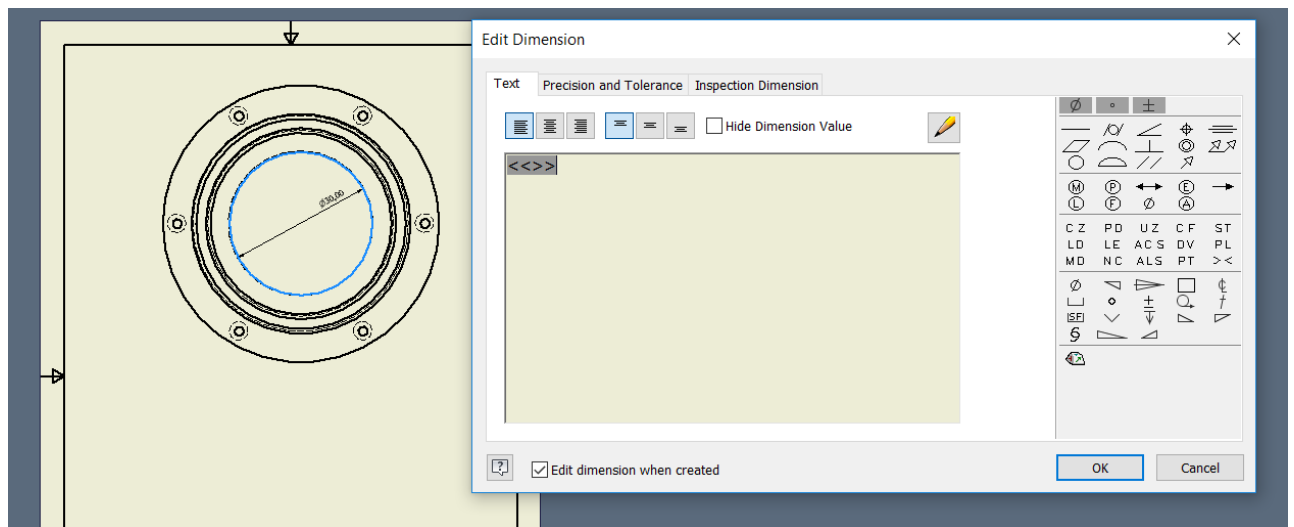 Edit Dimension
Text Precision and Tolerance Inspection Dimension
Hide Dimension Value
<<>>
Ø30,00
CZ PD UZ CF ST
LD LE ACS DV PL
MD NC ALS PT ><
M P E
L F Ø A
SF
Edit dimension when created
OK Cancel